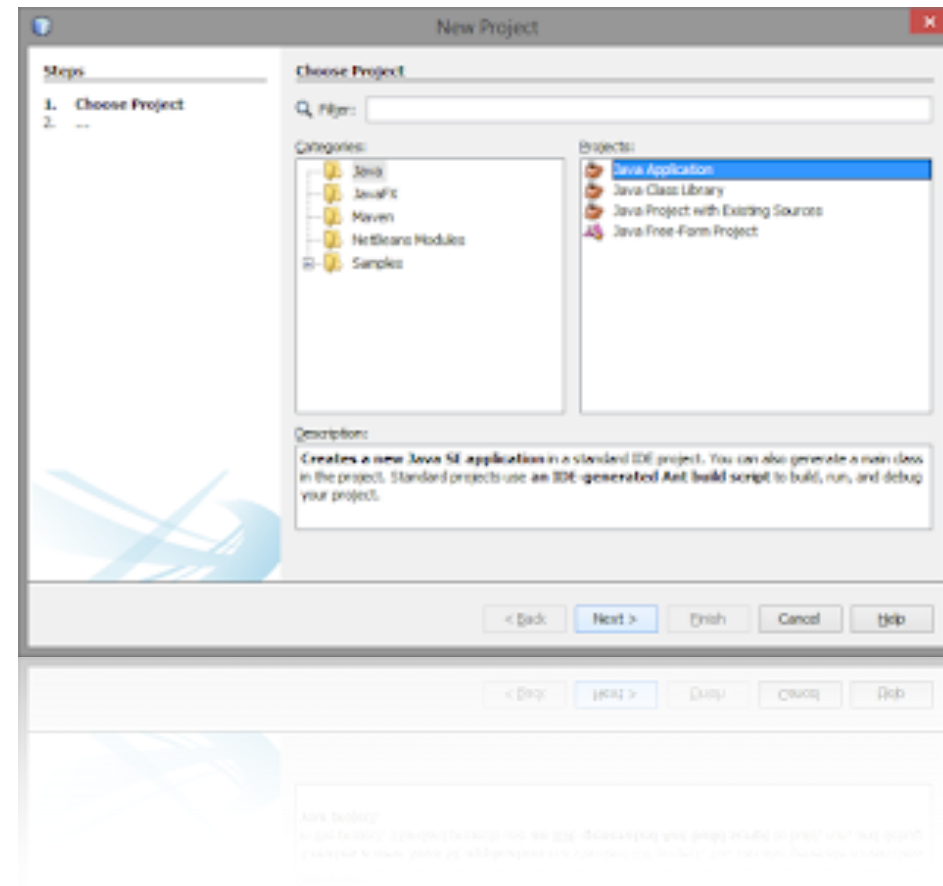 New Project
Steps
1. Choose Project
2. ...
Choose Project
Filter:
Categories:
Java
JavaFX
Maven
NetBeans Modules
Samples
Projects:
Java Application
Java Class Library
Java Project with Existing Sources
Java Free-Form Project
Description:
Creates a new Java SE application in a standard IDE project. You can also generate a main class
in the project. Standard projects use an IDE-generated Ant build script to build, run, and debug
your project.
< Back Next > Finish Cancel Help